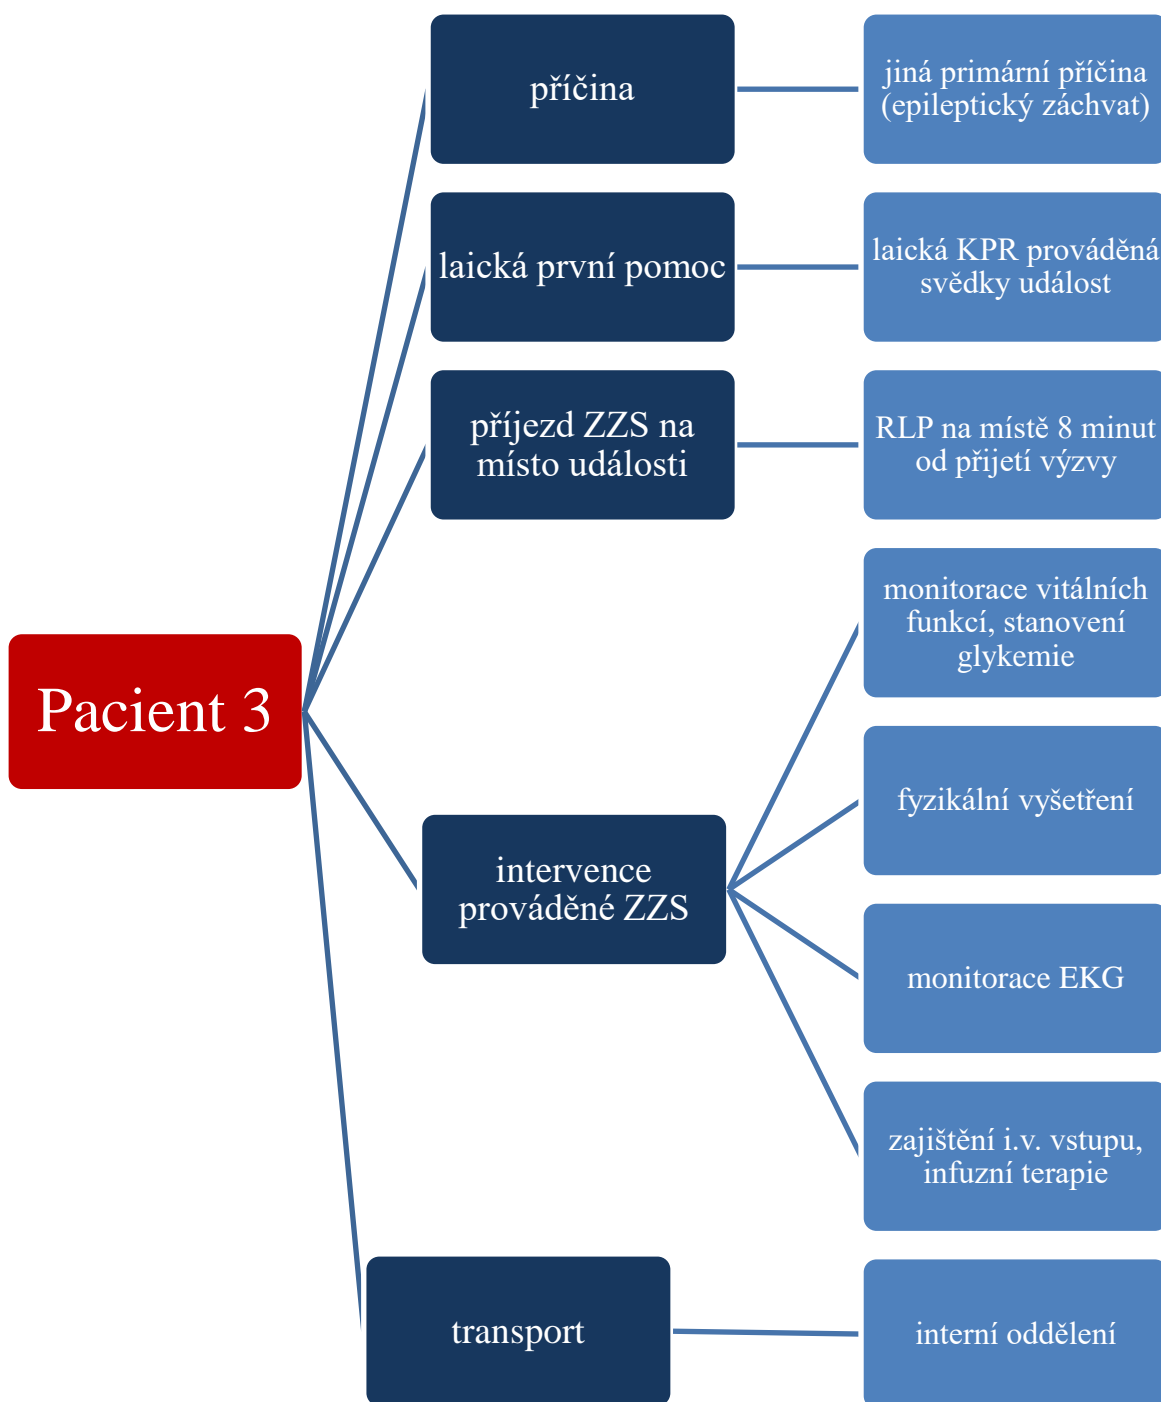 příčina
jiná primární příčina
(epileptický záchvat)
laická první pomoc
laická KPR prováděná
svědky událost
příjezd ZZS na
místo události
RLP na místě 8 minut
od přijetí výzvy
Pacient 3
intervence
prováděné ZZS
monitorace vitálních
funkcí, stanovení
glykemie
fyzikální vyšetření
monitorace EKG
zajištění i.v. vstupu,
infuzní terapie
transport
interní oddělení